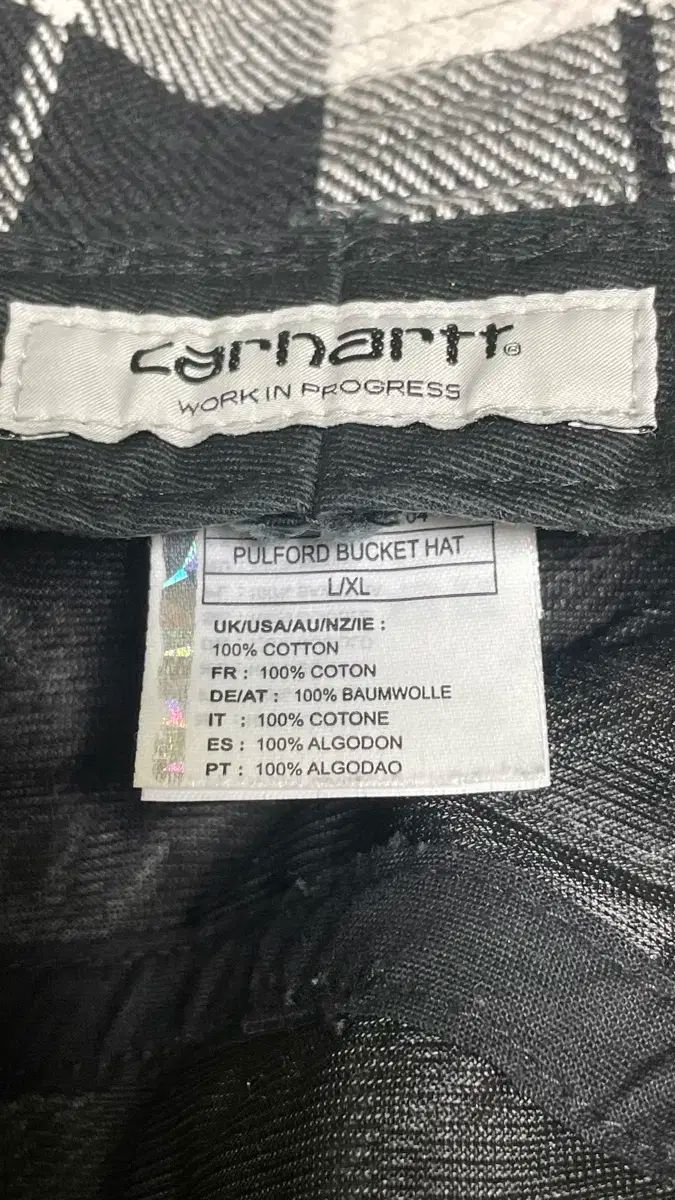 carhartt®
WORK IN PROGRESS
04
PULFORD BUCKET HAT
L/XL
UK/USA/AU/NZ/IE :
100% COTTON
FR : 100% COTON
DE/AT : 100% BAUMWOLLE
IT : 100% COTONE
ES : 100% ALGODON
PT : 100% ALGODAO